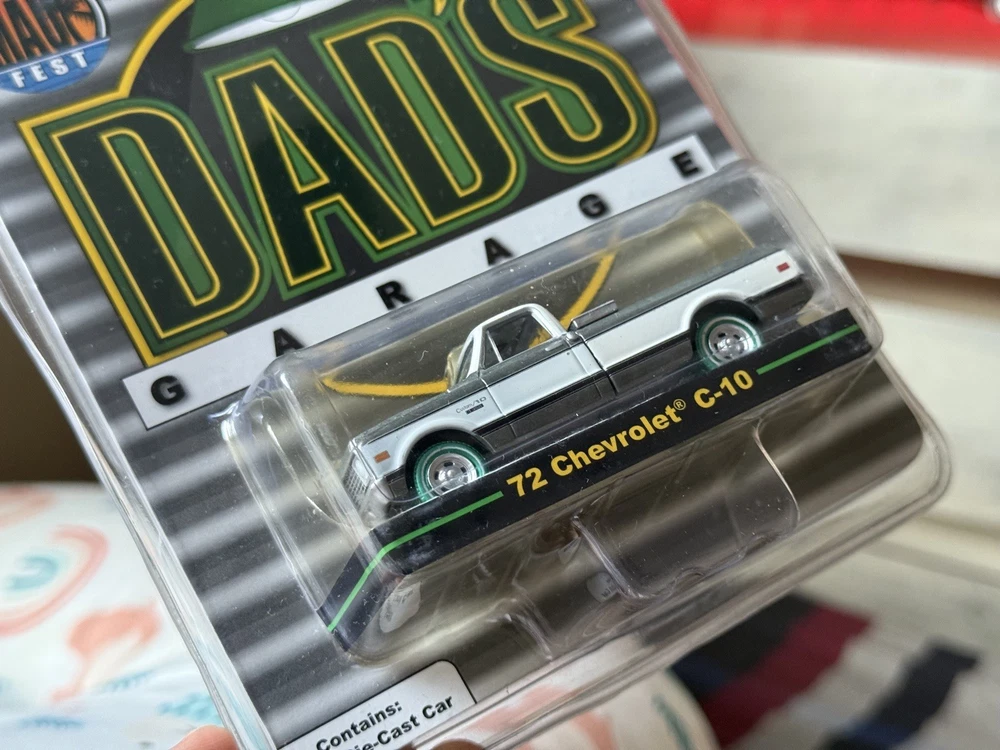 FEST
DAD'S
GARAGE
72 Chevrolet® C-10
Contains:
Die-Cast Car